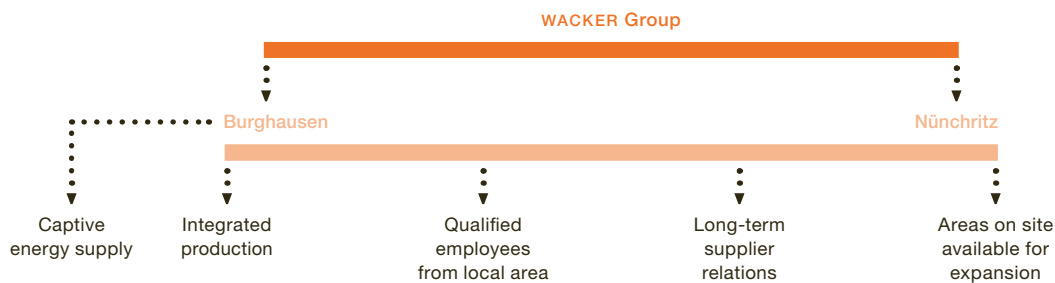 WACKER Group
Burghausen
Nünchritz
Captive
energy supply
Integrated
production
Qualified
employees
from local area
Long-term
supplier
relations
Areas on site
available for
expansion